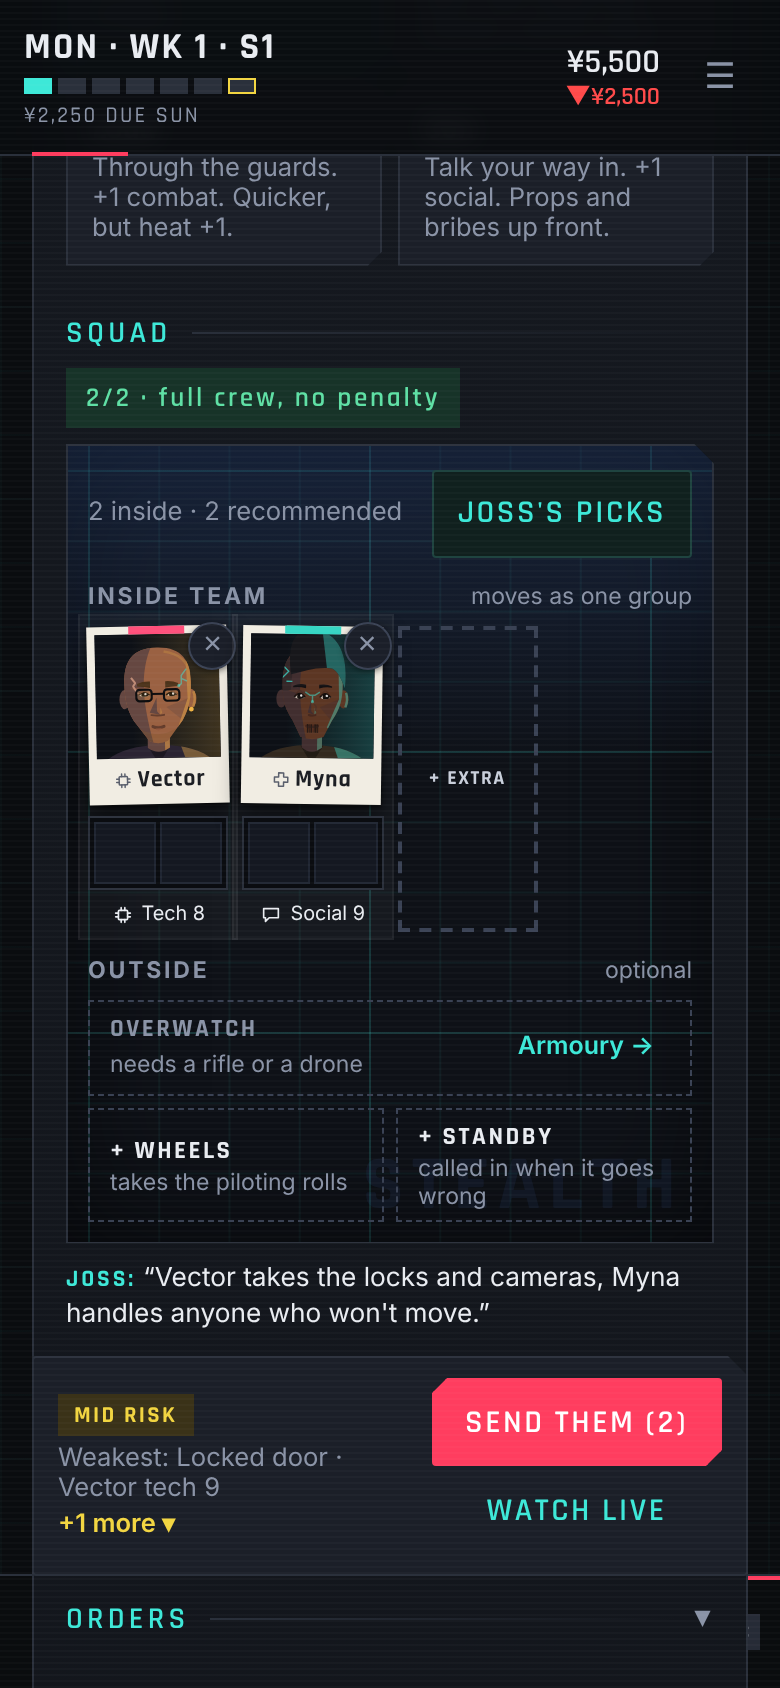 MON · WK 1 · S1
¥5,500
▼¥2,500
☰
¥2,250 DUE SUN
Through the guards.
+1 combat. Quicker,
but heat +1.
Talk your way in. +1
social. Props and
bribes up front.
SQUAD
2/2 · full crew, no penalty
2 inside · 2 recommended
JOSS'S PICKS
INSIDE TEAM
moves as one group
Vector
Myna
+ EXTRA
Tech 8
Social 9
OUTSIDE
optional
OVERWATCH
needs a rifle or a drone
Armoury →
+ WHEELS
takes the piloting rolls
+ STANDBY
called in when it goes
wrong
STEALTH
JOSS: “Vector takes the locks and cameras, Myna
handles anyone who won't move.”
MID RISK
Weakest: Locked door ·
Vector tech 9
+1 more ▾
SEND THEM (2)
WATCH LIVE
ORDERS
▼